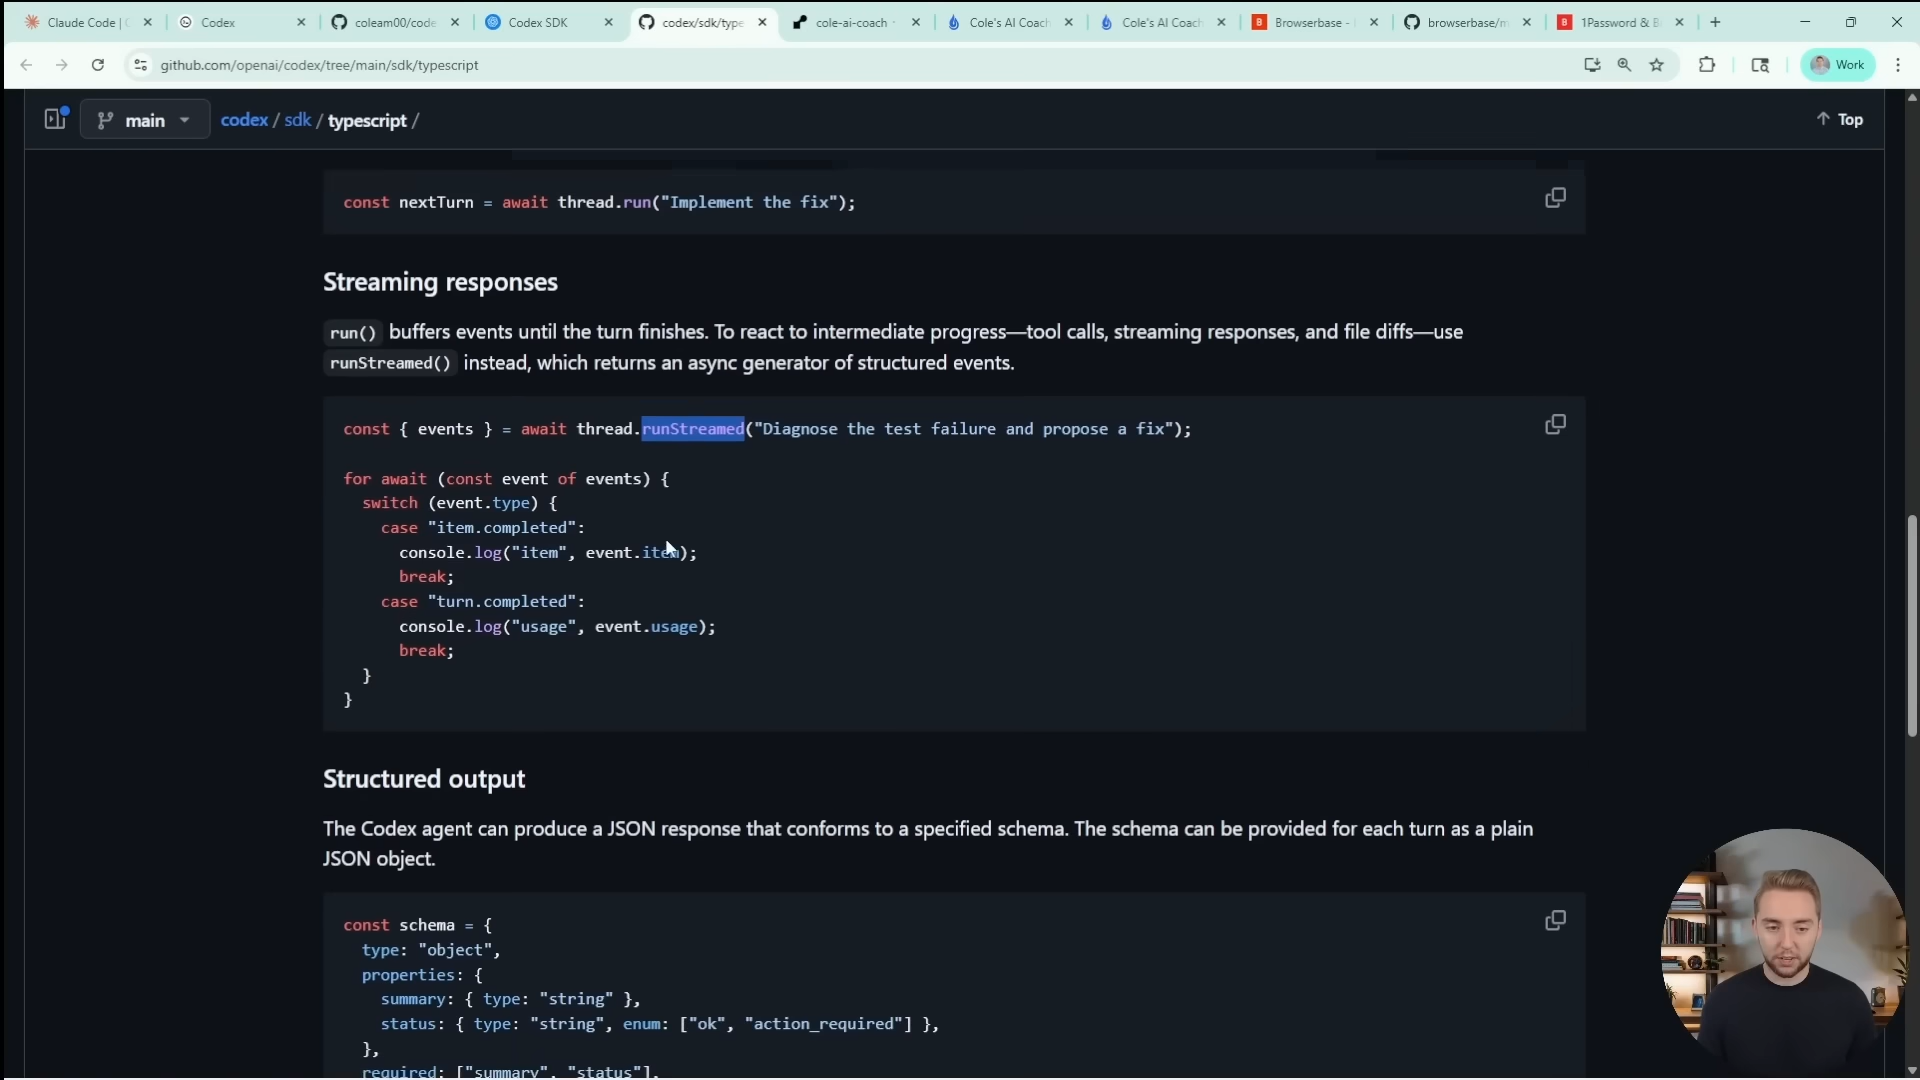 Claude Code | C
Codex
coleam00/code
Codex SDK
codex/sdk/type
cole-ai-coach
Cole's AI Coach
Cole's AI Coach
Browserbase -
browserbase/m
1Password & B
github.com/openai/codex/tree/main/sdk/typescript
Work
main
codex / sdk / typescript /
Top
const nextTurn = await thread.run("Implement the fix");
Streaming responses
run() buffers events until the turn finishes. To react to intermediate progress—tool calls, streaming responses, and file diffs—use
runStreamed() instead, which returns an async generator of structured events.
const { events } = await thread.runStreamed("Diagnose the test failure and propose a fix");
for await (const event of events) {
switch (event.type) {
case "item.completed":
console.log("item", event.item);
break;
case "turn.completed":
console.log("usage", event.usage);
break;
}
}
Structured output
The Codex agent can produce a JSON response that conforms to a specified schema. The schema can be provided for each turn as a plain
JSON object.
const schema = {
type: "object",
properties: {
summary: { type: "string" },
status: { type: "string", enum: ["ok", "action_required"] },
},
required: ["summary", "status"],